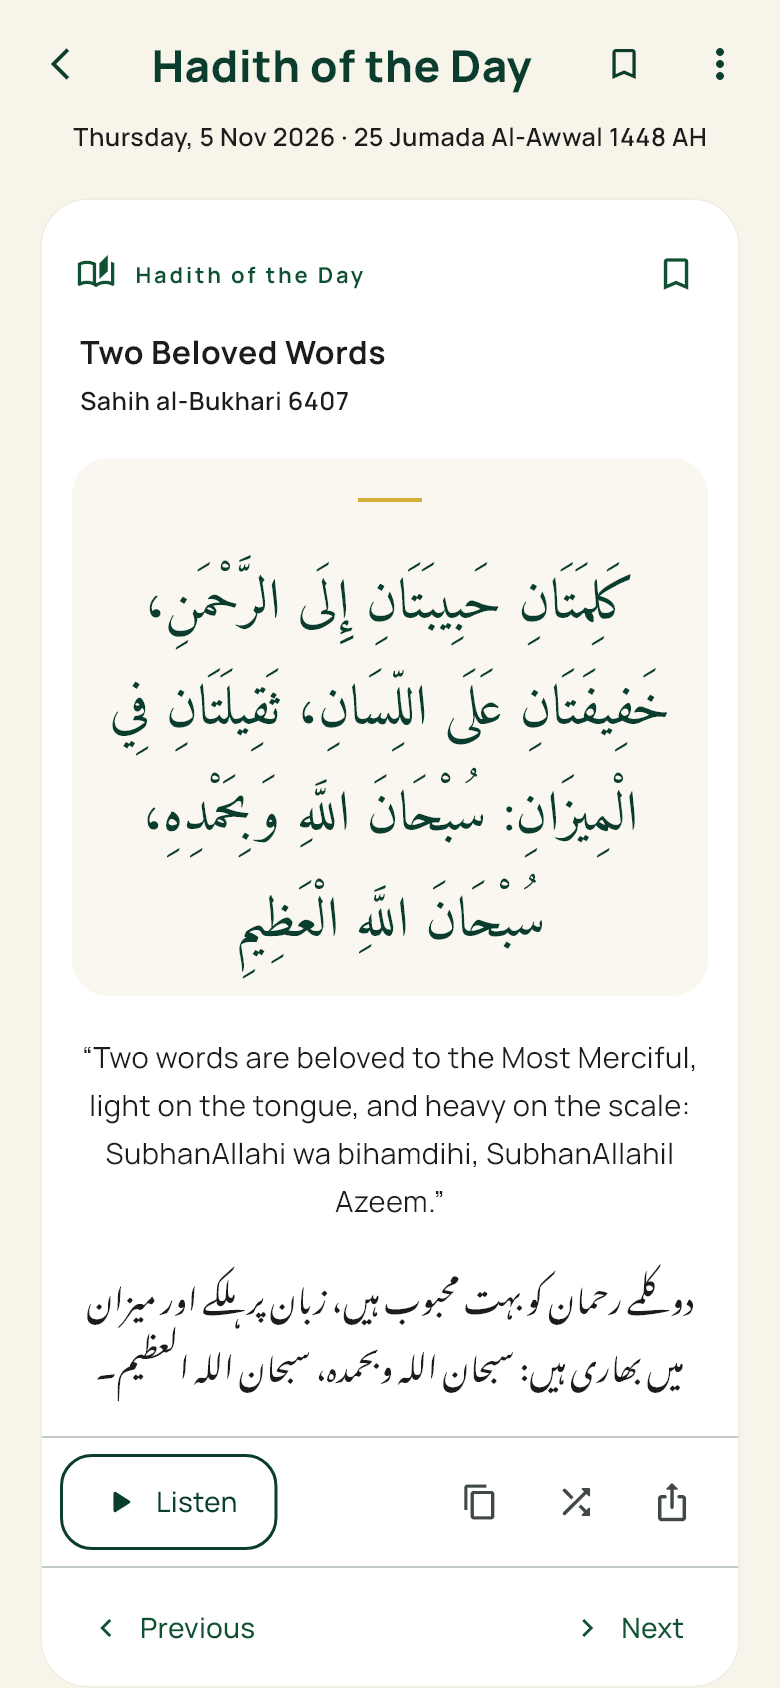 Hadith of the Day
Thursday, 5 Nov 2026 · 25 Jumada Al-Awwal 1448 AH
Hadith of the Day
Two Beloved Words
Sahih al-Bukhari 6407
كَلِمَتَانِ حَبِيبَتَانِ إِلَى الرَّحْمَنِ،
خَفِيفَتَانِ عَلَى اللِّسَانِ، ثَقِيلَتَانِ فِي
الْمِيزَانِ: سُبْحَانَ اللَّهِ وَبِحَمْدِهِ،
سُبْحَانَ اللَّهِ الْعَظِيمِ
“Two words are beloved to the Most Merciful,
light on the tongue, and heavy on the scale:
SubhanAllahi wa bihamdihi, SubhanAllahil
Azeem.”
دو کلمے رحمان کو بہت محبوب ہیں، زبان پر ہلکے اور میزان
میں بھاری ہیں: سبحان اللہ وبحمدہ، سبحان اللہ العظیم۔
Listen
Previous
Next